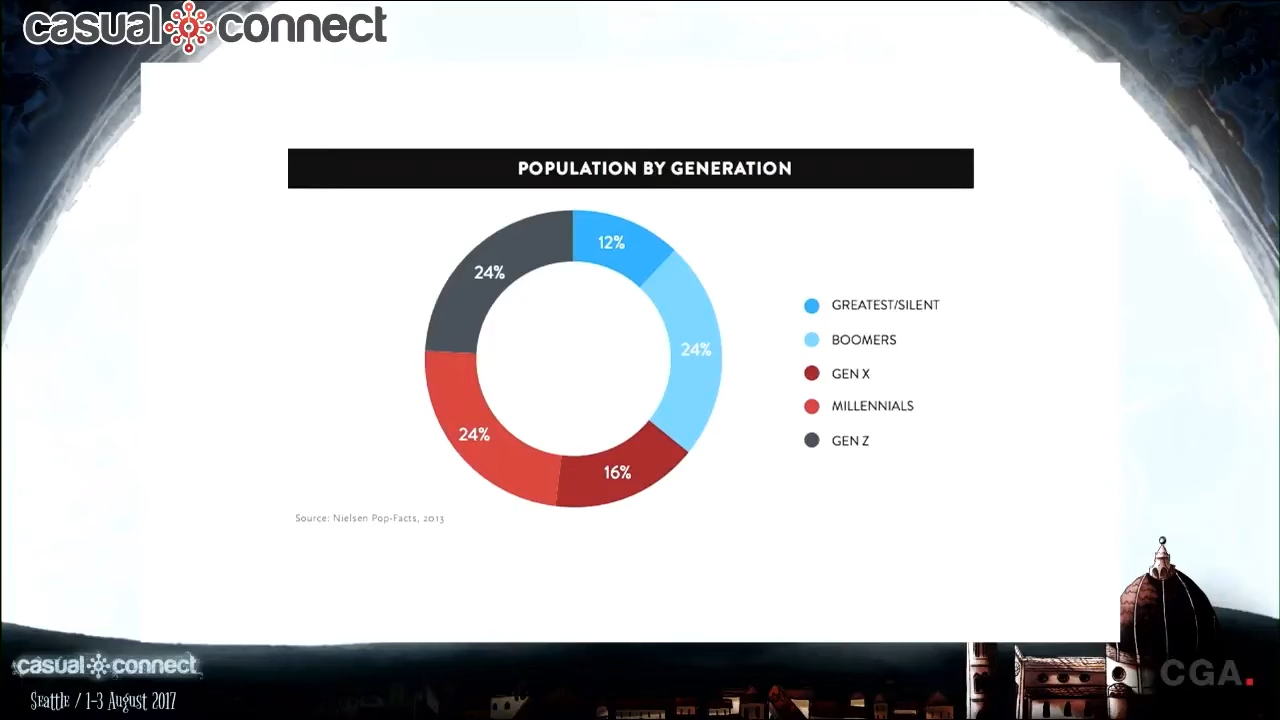 casual connect
POPULATION BY GENERATION
12%
24%
24%
24%
16%
GREATEST/SILENT
BOOMERS
GEN X
MILLENNIALS
GEN Z
Source: Nielsen Pop-Facts, 2013
casual connect
Seattle / 1-3 August 2017
CGA.